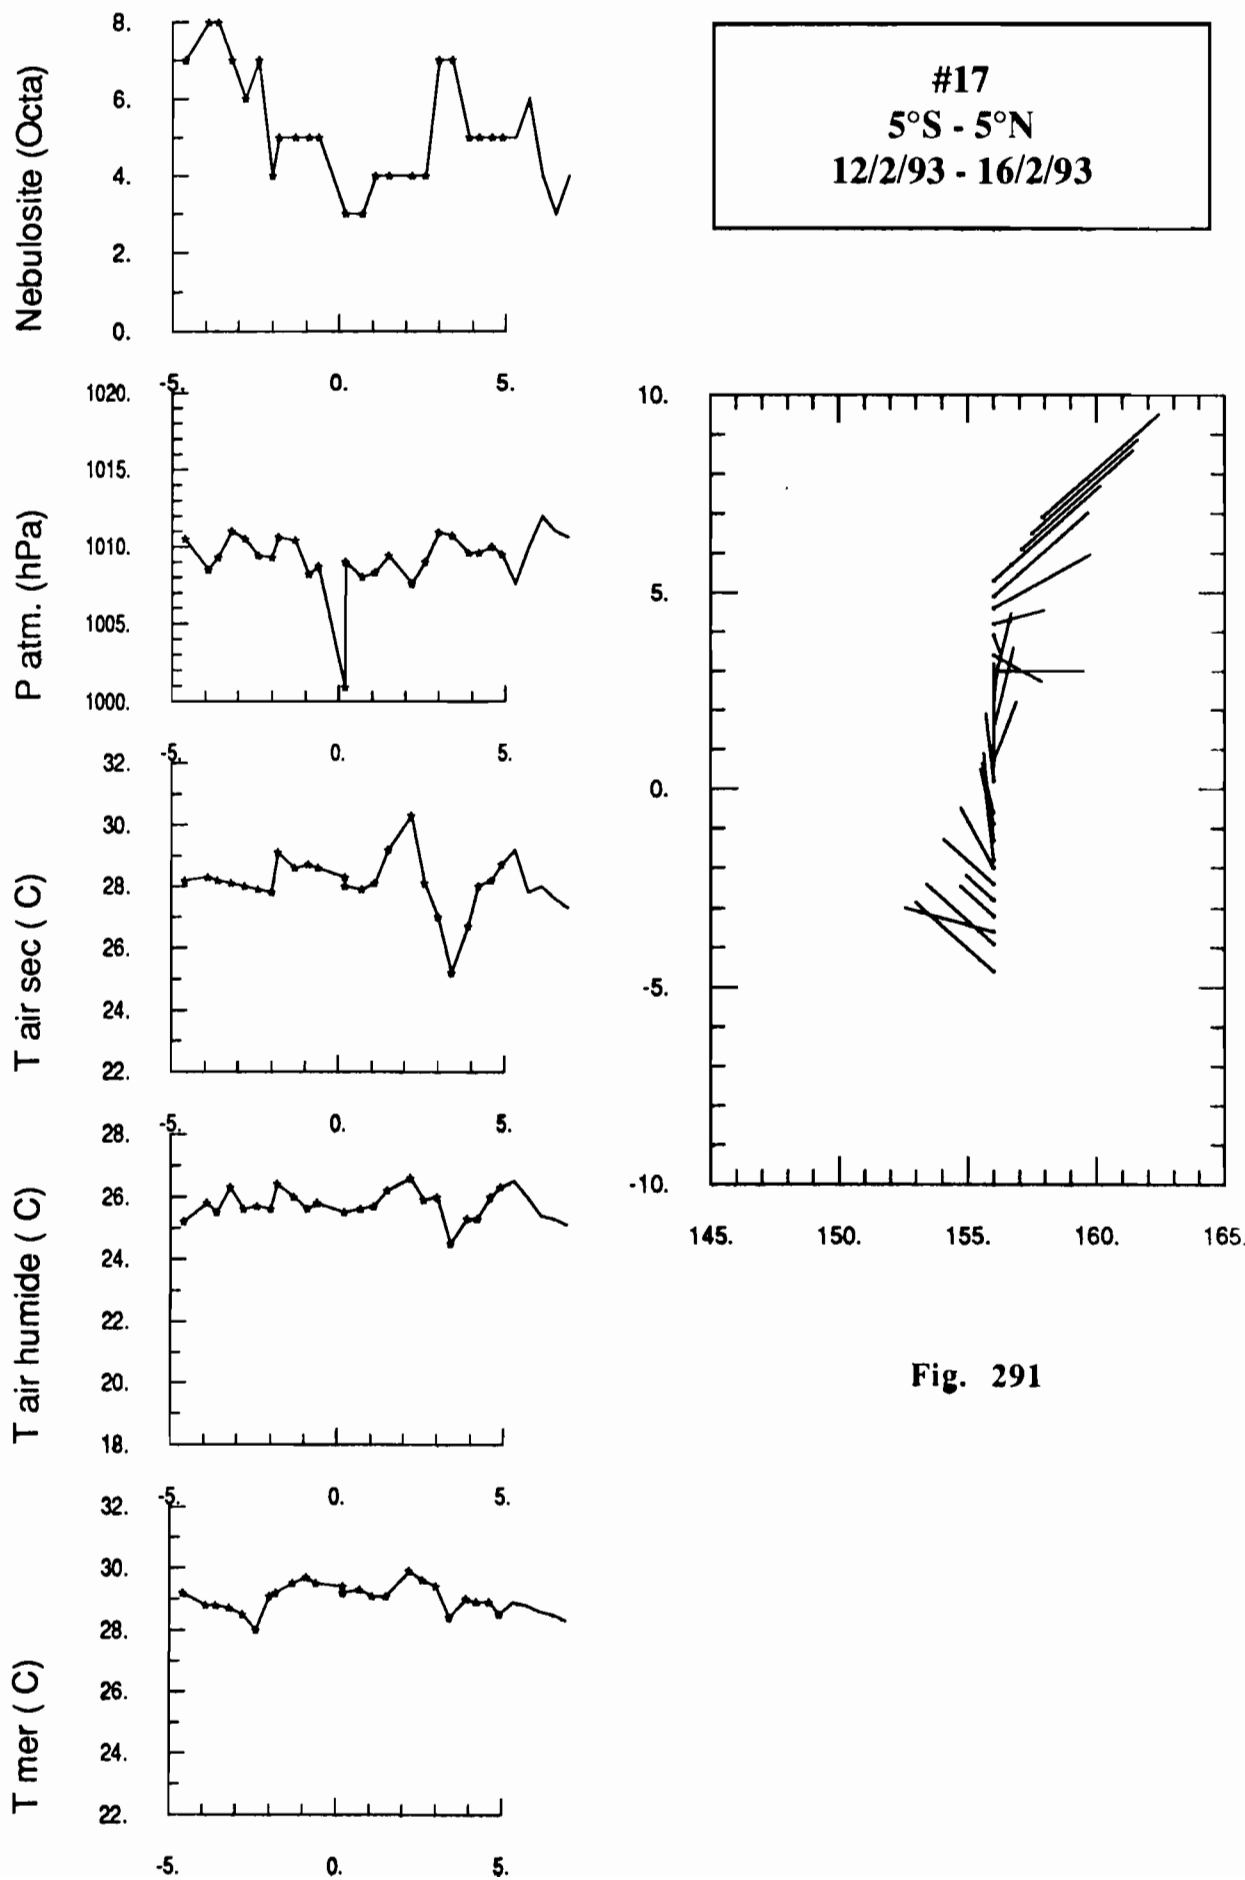 Nebulosite (Octa)
8.
6.
4.
2.
0.
-5. 0. 5.
#17
5°S - 5°N
12/2/93 - 16/2/93
P atm. (hPa)
1020.
1015.
1010.
1005.
1000.
-5. 0. 5.
T air sec ( C)
32.
30.
28.
26.
24.
22.
-5. 0. 5.
T air humide ( C)
28.
26.
24.
22.
20.
18.
-5. 0. 5.
T mer ( C)
32.
30.
28.
26.
24.
22.
-5. 0. 5.
10.
5.
0.
-5.
-10.
145. 150. 155. 160. 165.
Fig. 291